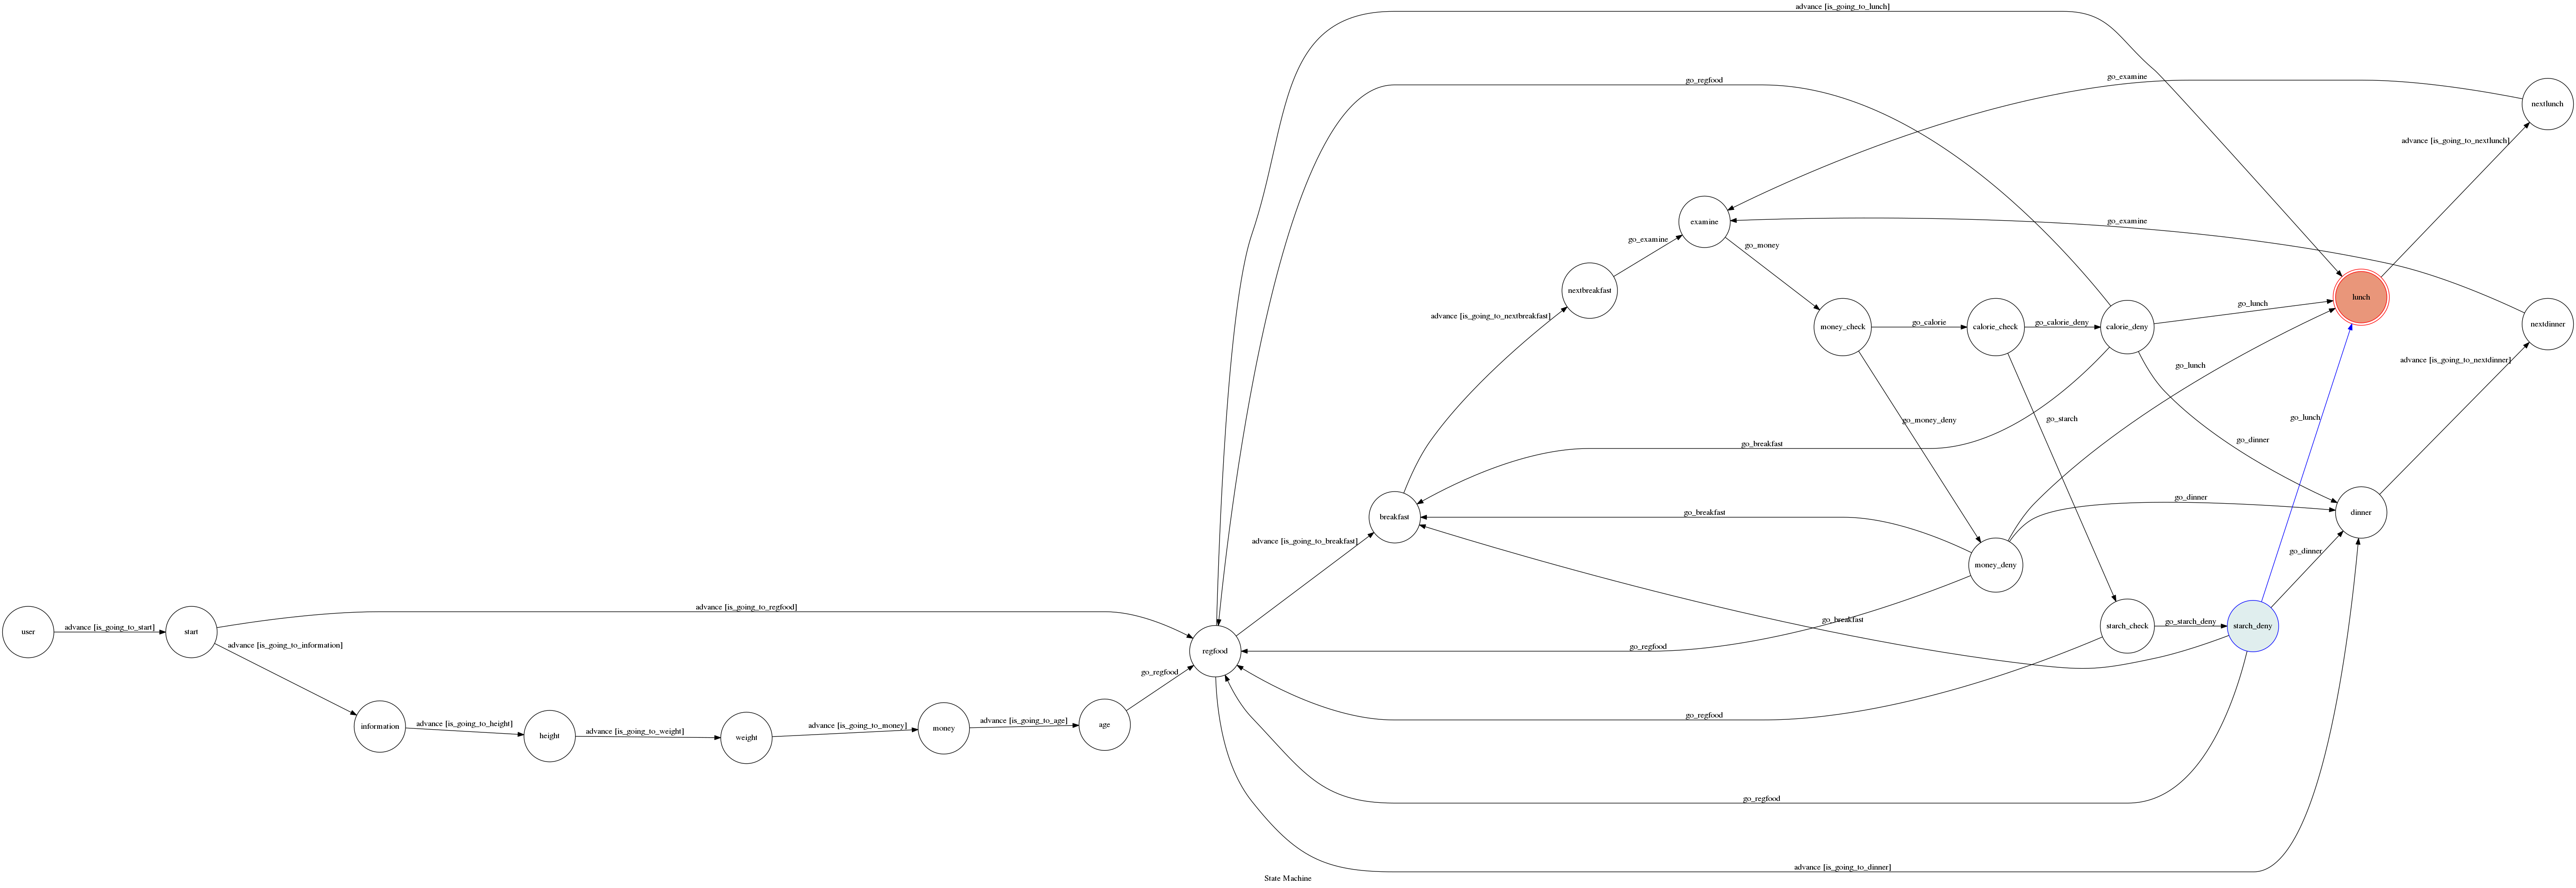 advance [is_going_to_lunch]
go_regfood
go_examine
nextlunch
advance [is_going_to_nextlunch]
examine
go_examine
go_examine
go_money
nextbreakfast
lunch
go_lunch
advance [is_going_to_nextbreakfast]
money_check
go_calorie
calorie_check
go_calorie_deny
calorie_deny
nextdinner
advance [is_going_to_nextdinner]
go_lunch
go_money_deny
go_starch
go_lunch
go_breakfast
go_dinner
go_dinner
breakfast
go_breakfast
dinner
advance [is_going_to_breakfast]
go_dinner
money_deny
advance [is_going_to_regfood]
go_breakfast
user
advance [is_going_to_start]
start
starch_check
go_starch_deny
starch_deny
advance [is_going_to_information]
regfood
go_regfood
go_regfood
information
advance [is_going_to_height]
height
advance [is_going_to_weight]
weight
advance [is_going_to_money]
money
advance [is_going_to_age]
age
go_regfood
go_regfood
advance [is_going_to_dinner]
State Machine